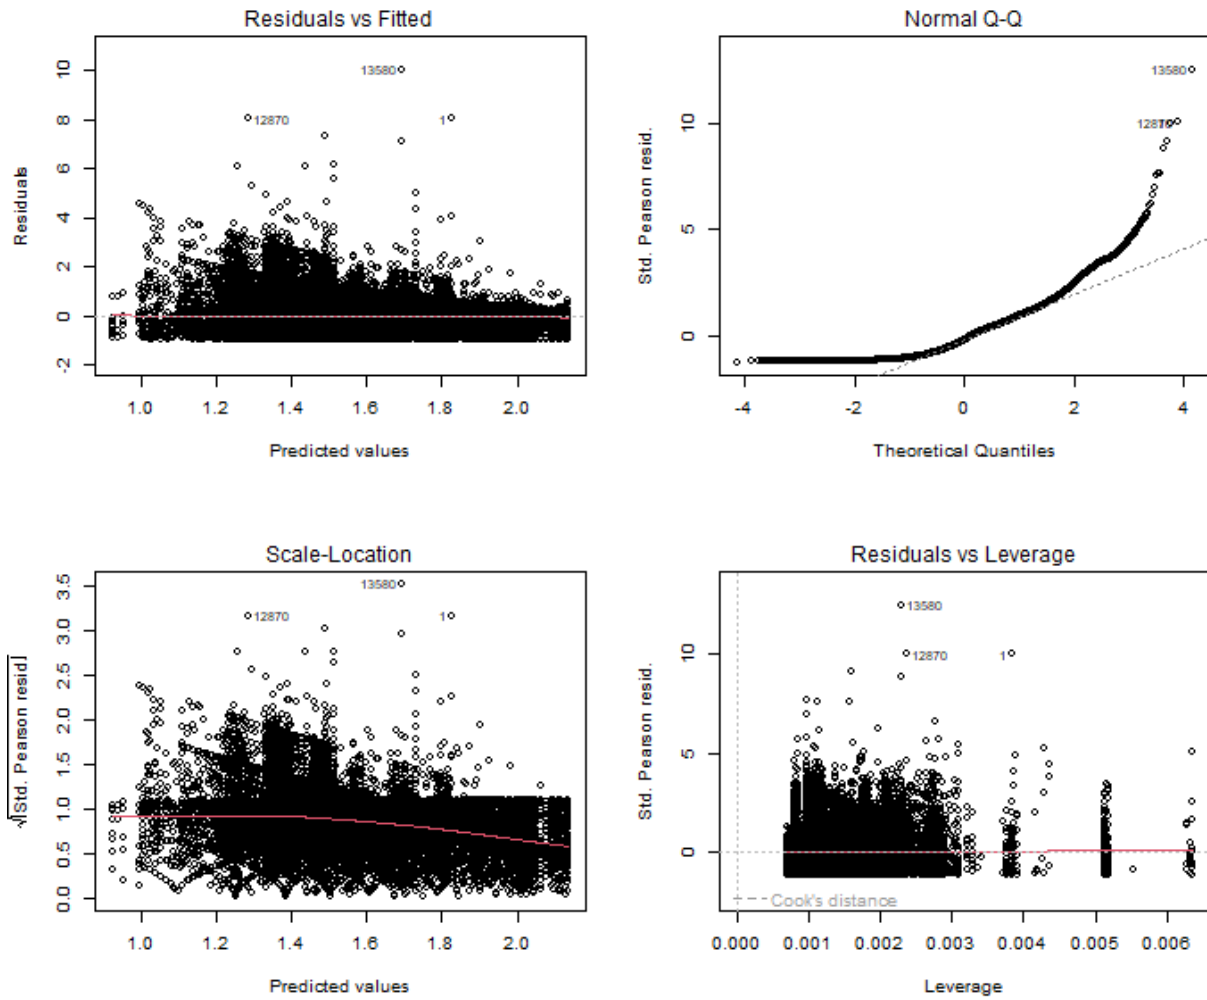 Residuals vs Fitted
Residuals
10
8
6
4
2
0
-2
13580
12870
1
1.0 1.2 1.4 1.6 1.8 2.0
Predicted values
Normal Q-Q
Std. Pearson resid.
10
5
0
13580
-4 -2 0 2 4
Theoretical Quantiles
Scale-Location
√|Std. Pearson resid.|
3.5
3.0
2.5
2.0
1.5
1.0
0.5
0.0
13580
12870
1
1.0 1.2 1.4 1.6 1.8 2.0
Predicted values
Residuals vs Leverage
Std. Pearson resid.
10
5
0
13580
12870
1
Cook's distance
0.000 0.001 0.002 0.003 0.004 0.005 0.006
Leverage